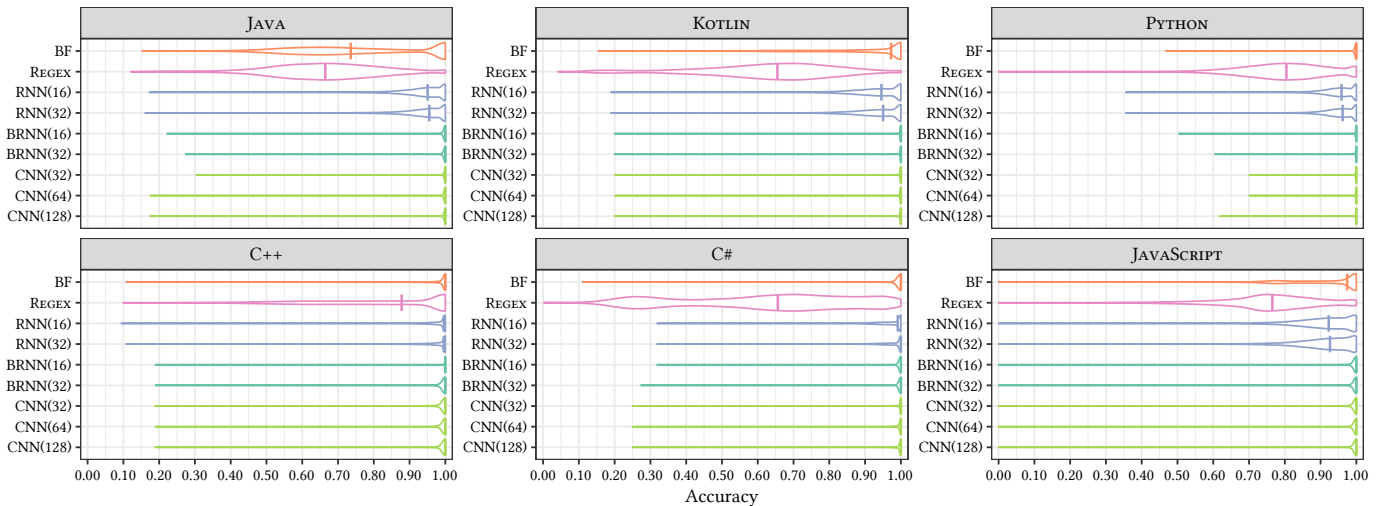 Java
Kotlin
Python
BF
Regex
RNN(16)
RNN(32)
BRNN(16)
BRNN(32)
CNN(32)
CNN(64)
CNN(128)
BF
Regex
RNN(16)
RNN(32)
BRNN(16)
BRNN(32)
CNN(32)
CNN(64)
CNN(128)
BF
Regex
RNN(16)
RNN(32)
BRNN(16)
BRNN(32)
CNN(32)
CNN(64)
CNN(128)
C++
C#
JavaScript
BF
Regex
RNN(16)
RNN(32)
BRNN(16)
BRNN(32)
CNN(32)
CNN(64)
CNN(128)
BF
Regex
RNN(16)
RNN(32)
BRNN(16)
BRNN(32)
CNN(32)
CNN(64)
CNN(128)
BF
Regex
RNN(16)
RNN(32)
BRNN(16)
BRNN(32)
CNN(32)
CNN(64)
CNN(128)
0.00 0.10 0.20 0.30 0.40 0.50 0.60 0.70 0.80 0.90 1.00
0.00 0.10 0.20 0.30 0.40 0.50 0.60 0.70 0.80 0.90 1.00
0.00 0.10 0.20 0.30 0.40 0.50 0.60 0.70 0.80 0.90 1.00
Accuracy